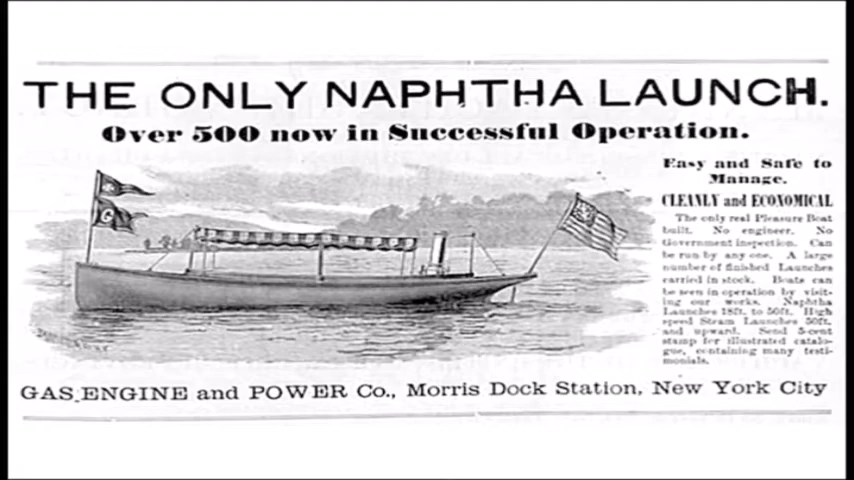 THE ONLY NAPHTHA LAUNCH.
Over 500 now in Successful Operation.
Easy and Safe to
Manage.
CLEANLY and ECONOMICAL
The only real Pleasure Boat
built. No engineer. No
Government inspection. Can
be run by any one. A large
number of finished Launches
carried in stock. Boats can
be seen in operation by visit-
ing our works. Naphtha
Launches 18ft. to 50ft. High
speed Steam Launches 50ft.
and upward. Send 5-cent
stamp for illustrated catalo-
gue, containing many testi-
monials.
GAS ENGINE and POWER Co., Morris Dock Station, New York City